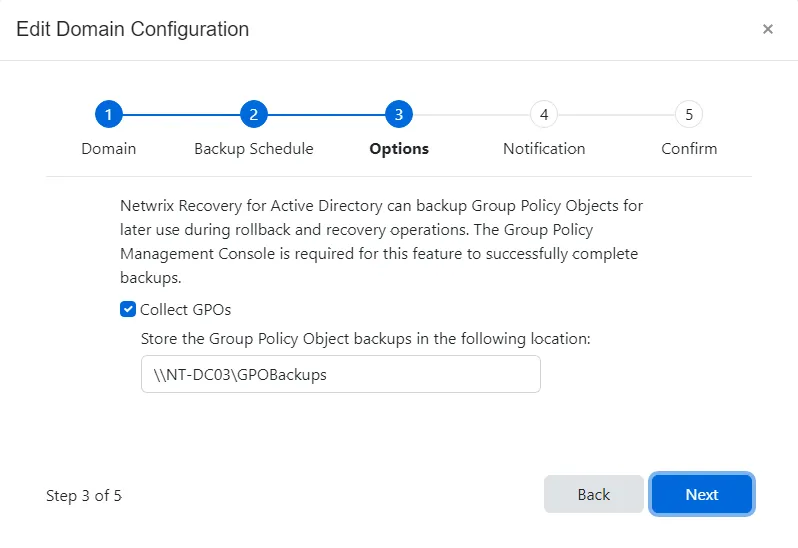 Edit Domain Configuration
×
1 2 3 4 5
Domain Backup Schedule Options Notification Confirm
Netwrix Recovery for Active Directory can backup Group Policy Objects for
later use during rollback and recovery operations. The Group Policy
Management Console is required for this feature to successfully complete
backups.
Collect GPOs
Store the Group Policy Object backups in the following location:
\\NT-DC03\GPOBackups
Step 3 of 5 Back Next